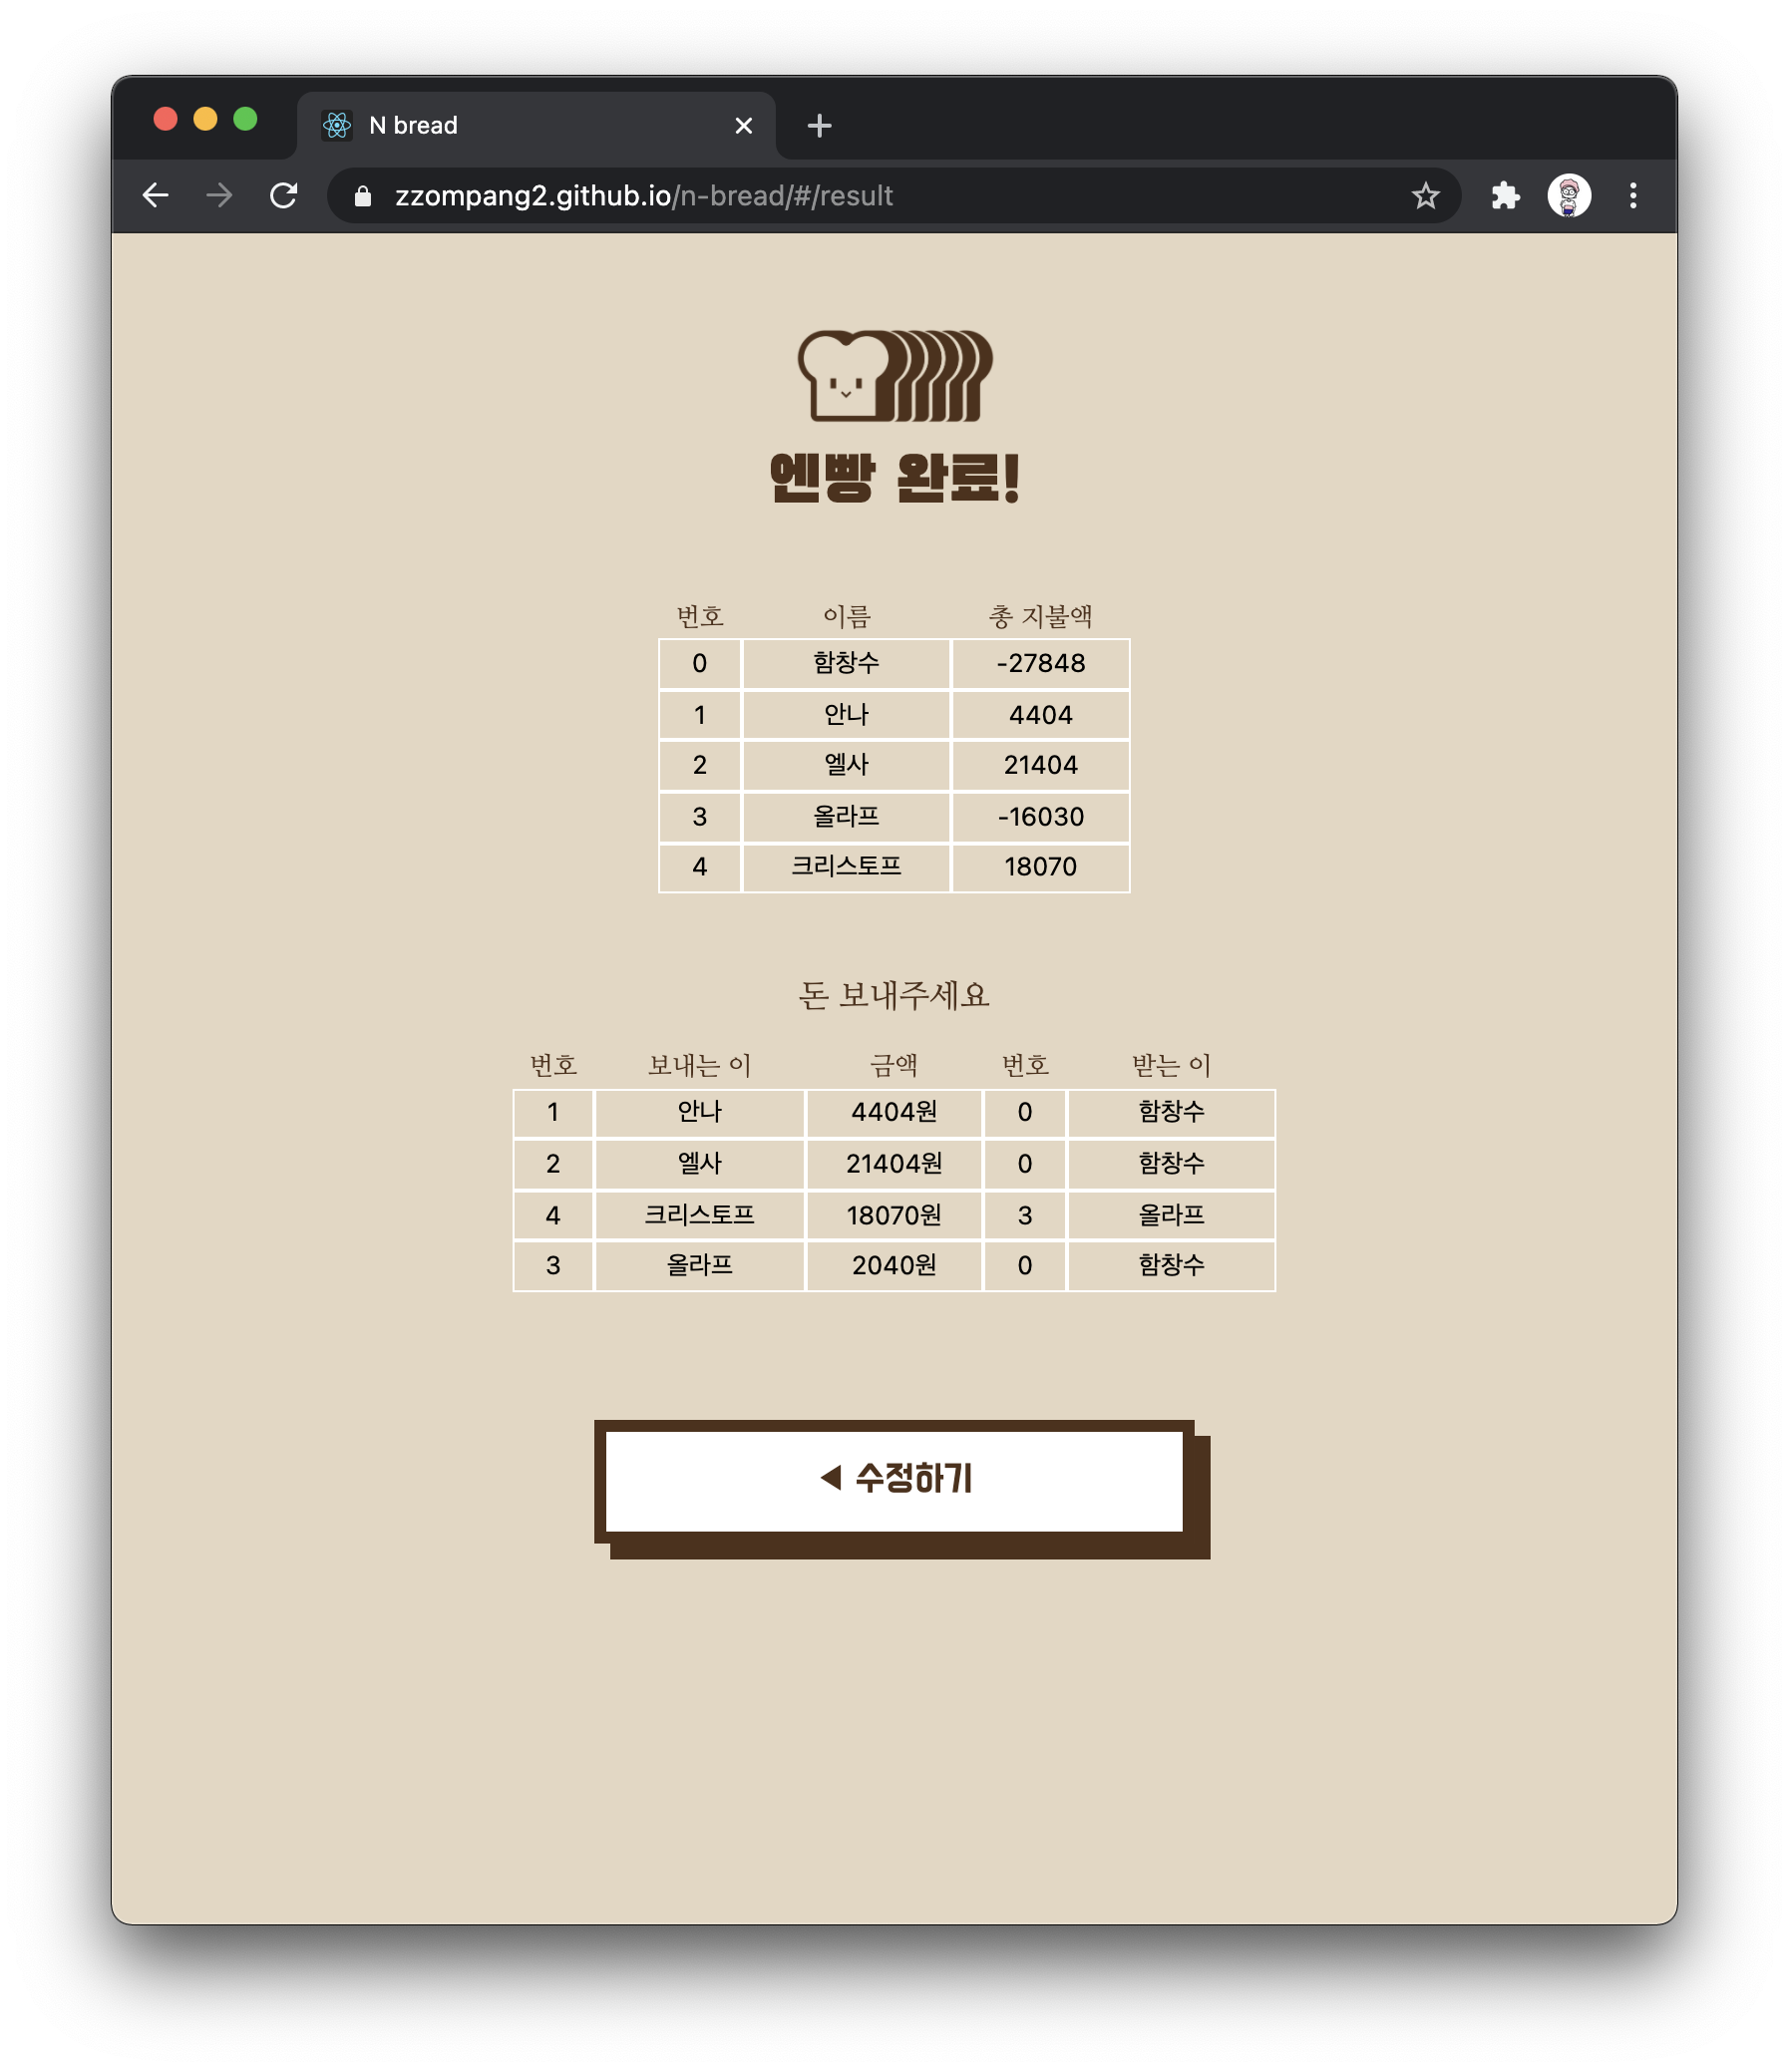 N bread
zzompang2.github.io/n-bread/#/result
엔빵 완료!
번호 이름 총 지불액
0 함창수 -27848
1 안나 4404
2 엘사 21404
3 올라프 -16030
4 크리스토프 18070
돈 보내주세요
번호 보내는 이 금액 번호 받는 이
1 안나 4404원 0 함창수
2 엘사 21404원 0 함창수
4 크리스토프 18070원 3 올라프
3 올라프 2040원 0 함창수
◀ 수정하기